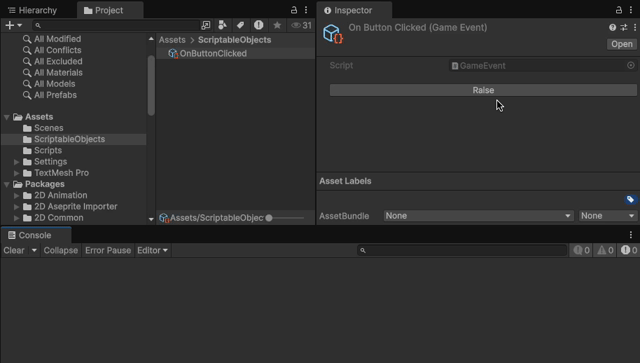 Hierarchy
Project
31
All Modified
All Conflicts
All Excluded
All Materials
All Models
All Prefabs
Assets
Scenes
ScriptableObjects
Scripts
Settings
TextMesh Pro
Packages
2D Animation
2D Aseprite Importer
2D Common
Assets > ScriptableObjects
OnButtonClicked
Assets/ScriptableObjec
Inspector
On Button Clicked (Game Event)
Open
Script GameEvent
Raise
Asset Labels
AssetBundle None None
Console
Clear Collapse Error Pause Editor 0 0 0